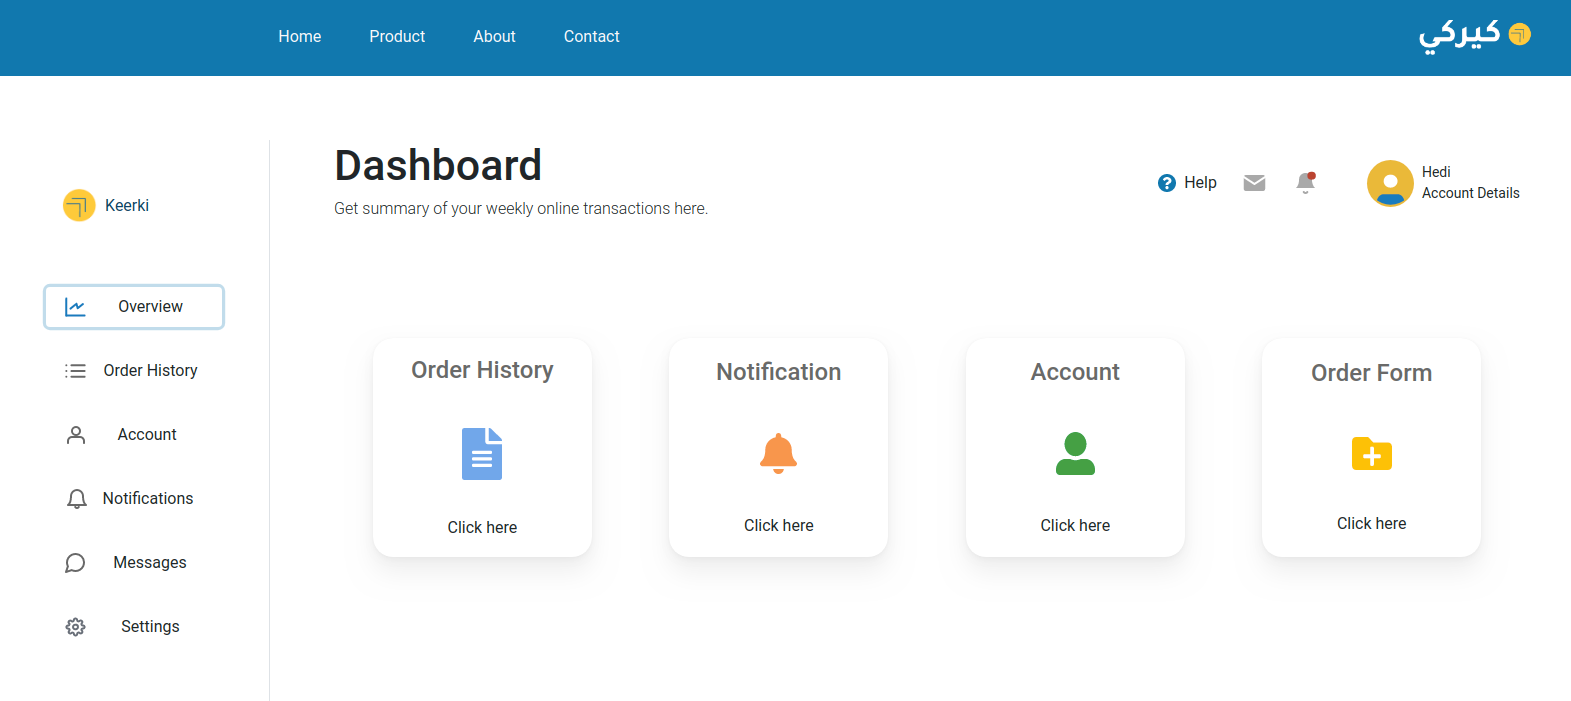 Home Product About Contact
كيركي
Keerki
Overview
Order History
Account
Notifications
Messages
Settings
Dashboard
Get summary of your weekly online transactions here.
Help
Hedi
Account Details
Order History
Click here
Notification
Click here
Account
Click here
Order Form
Click here